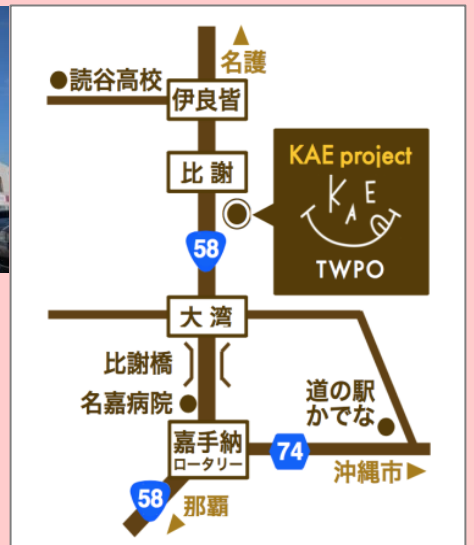 名護
●読谷高校
伊良皆
比謝
KAE project
KAE
TWPO
58
大湾
比謝橋
名嘉病院●
道の駅
かでな
嘉手納
ロータリー
74
沖縄市
58
那覇